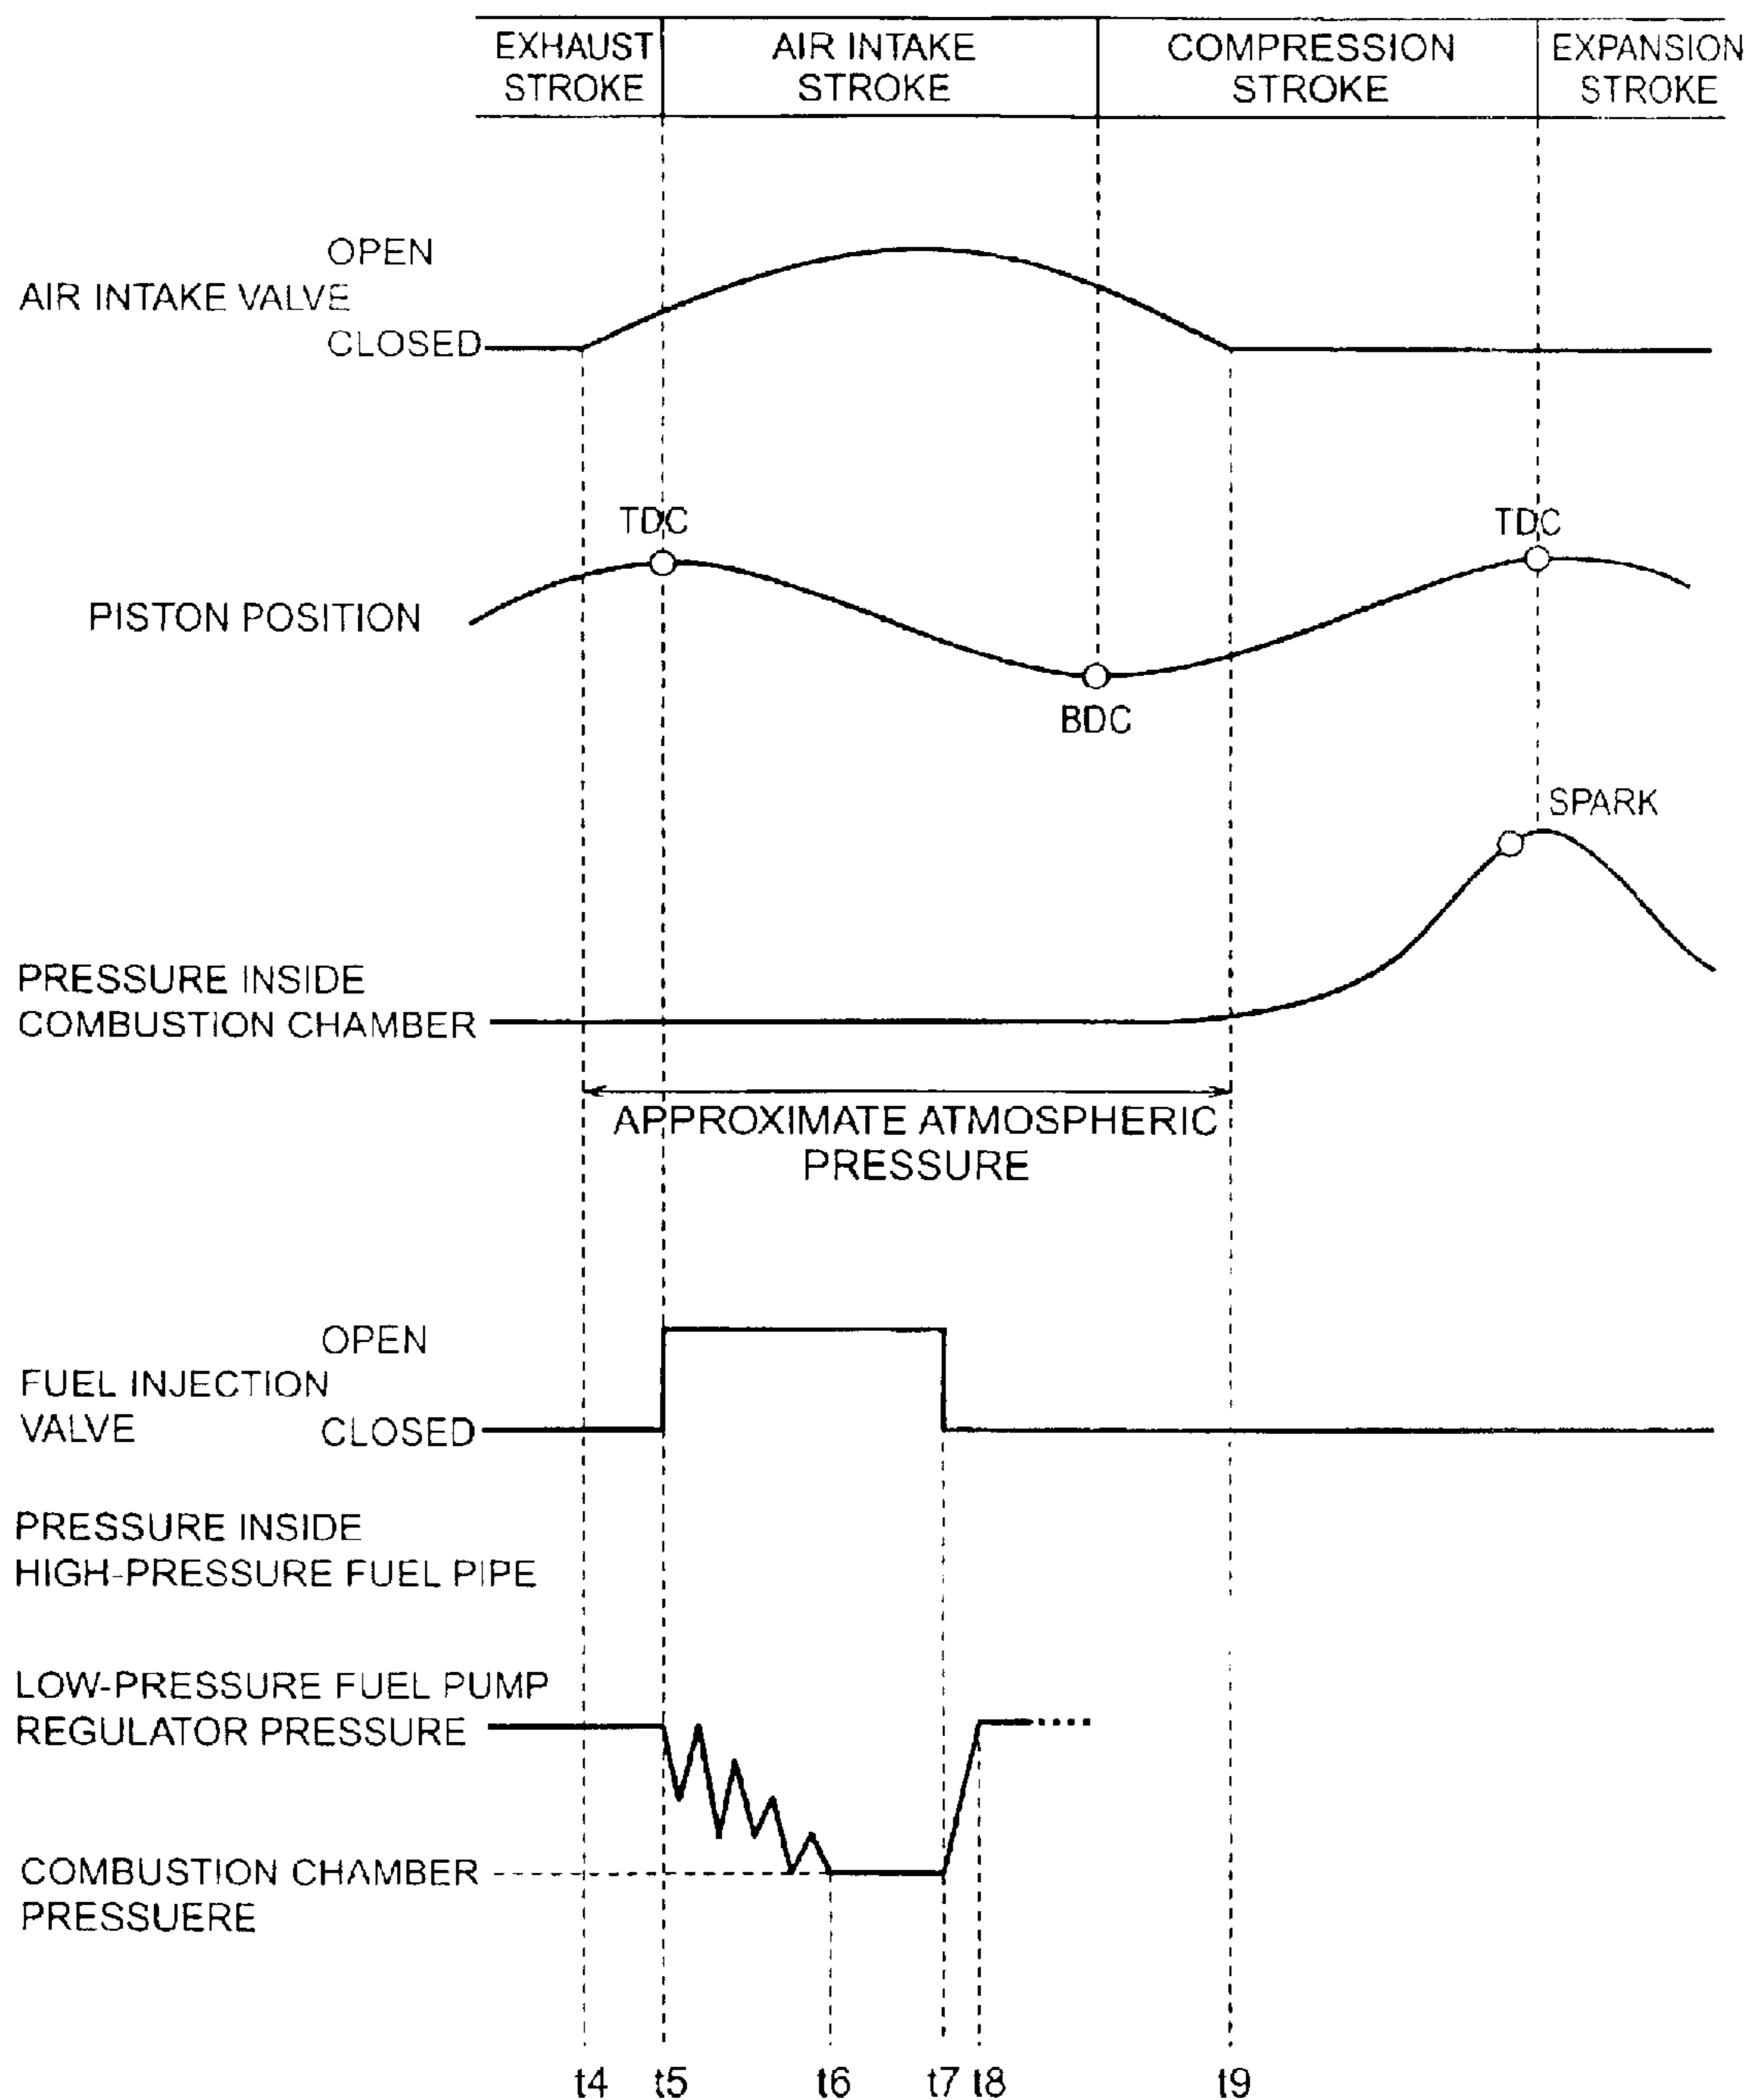 EXHAUST STROKE
AIR INTAKE STROKE
COMPRESSION STROKE
EXPANSION STROKE
OPEN
AIR INTAKE VALVE
CLOSED
TDC
TDC
PISTON POSITION
BDC
SPARK
PRESSURE INSIDE
COMBUSTION CHAMBER
APPROXIMATE ATMOSPHERIC
PRESSURE
OPEN
FUEL INJECTION
VALVE
CLOSED
PRESSURE INSIDE
HIGH-PRESSURE FUEL PIPE
LOW-PRESSURE FUEL PUMP
REGULATOR PRESSURE
COMBUSTION CHAMBER
PRESSUERE
t4 t5 t6 t7 t8 t9